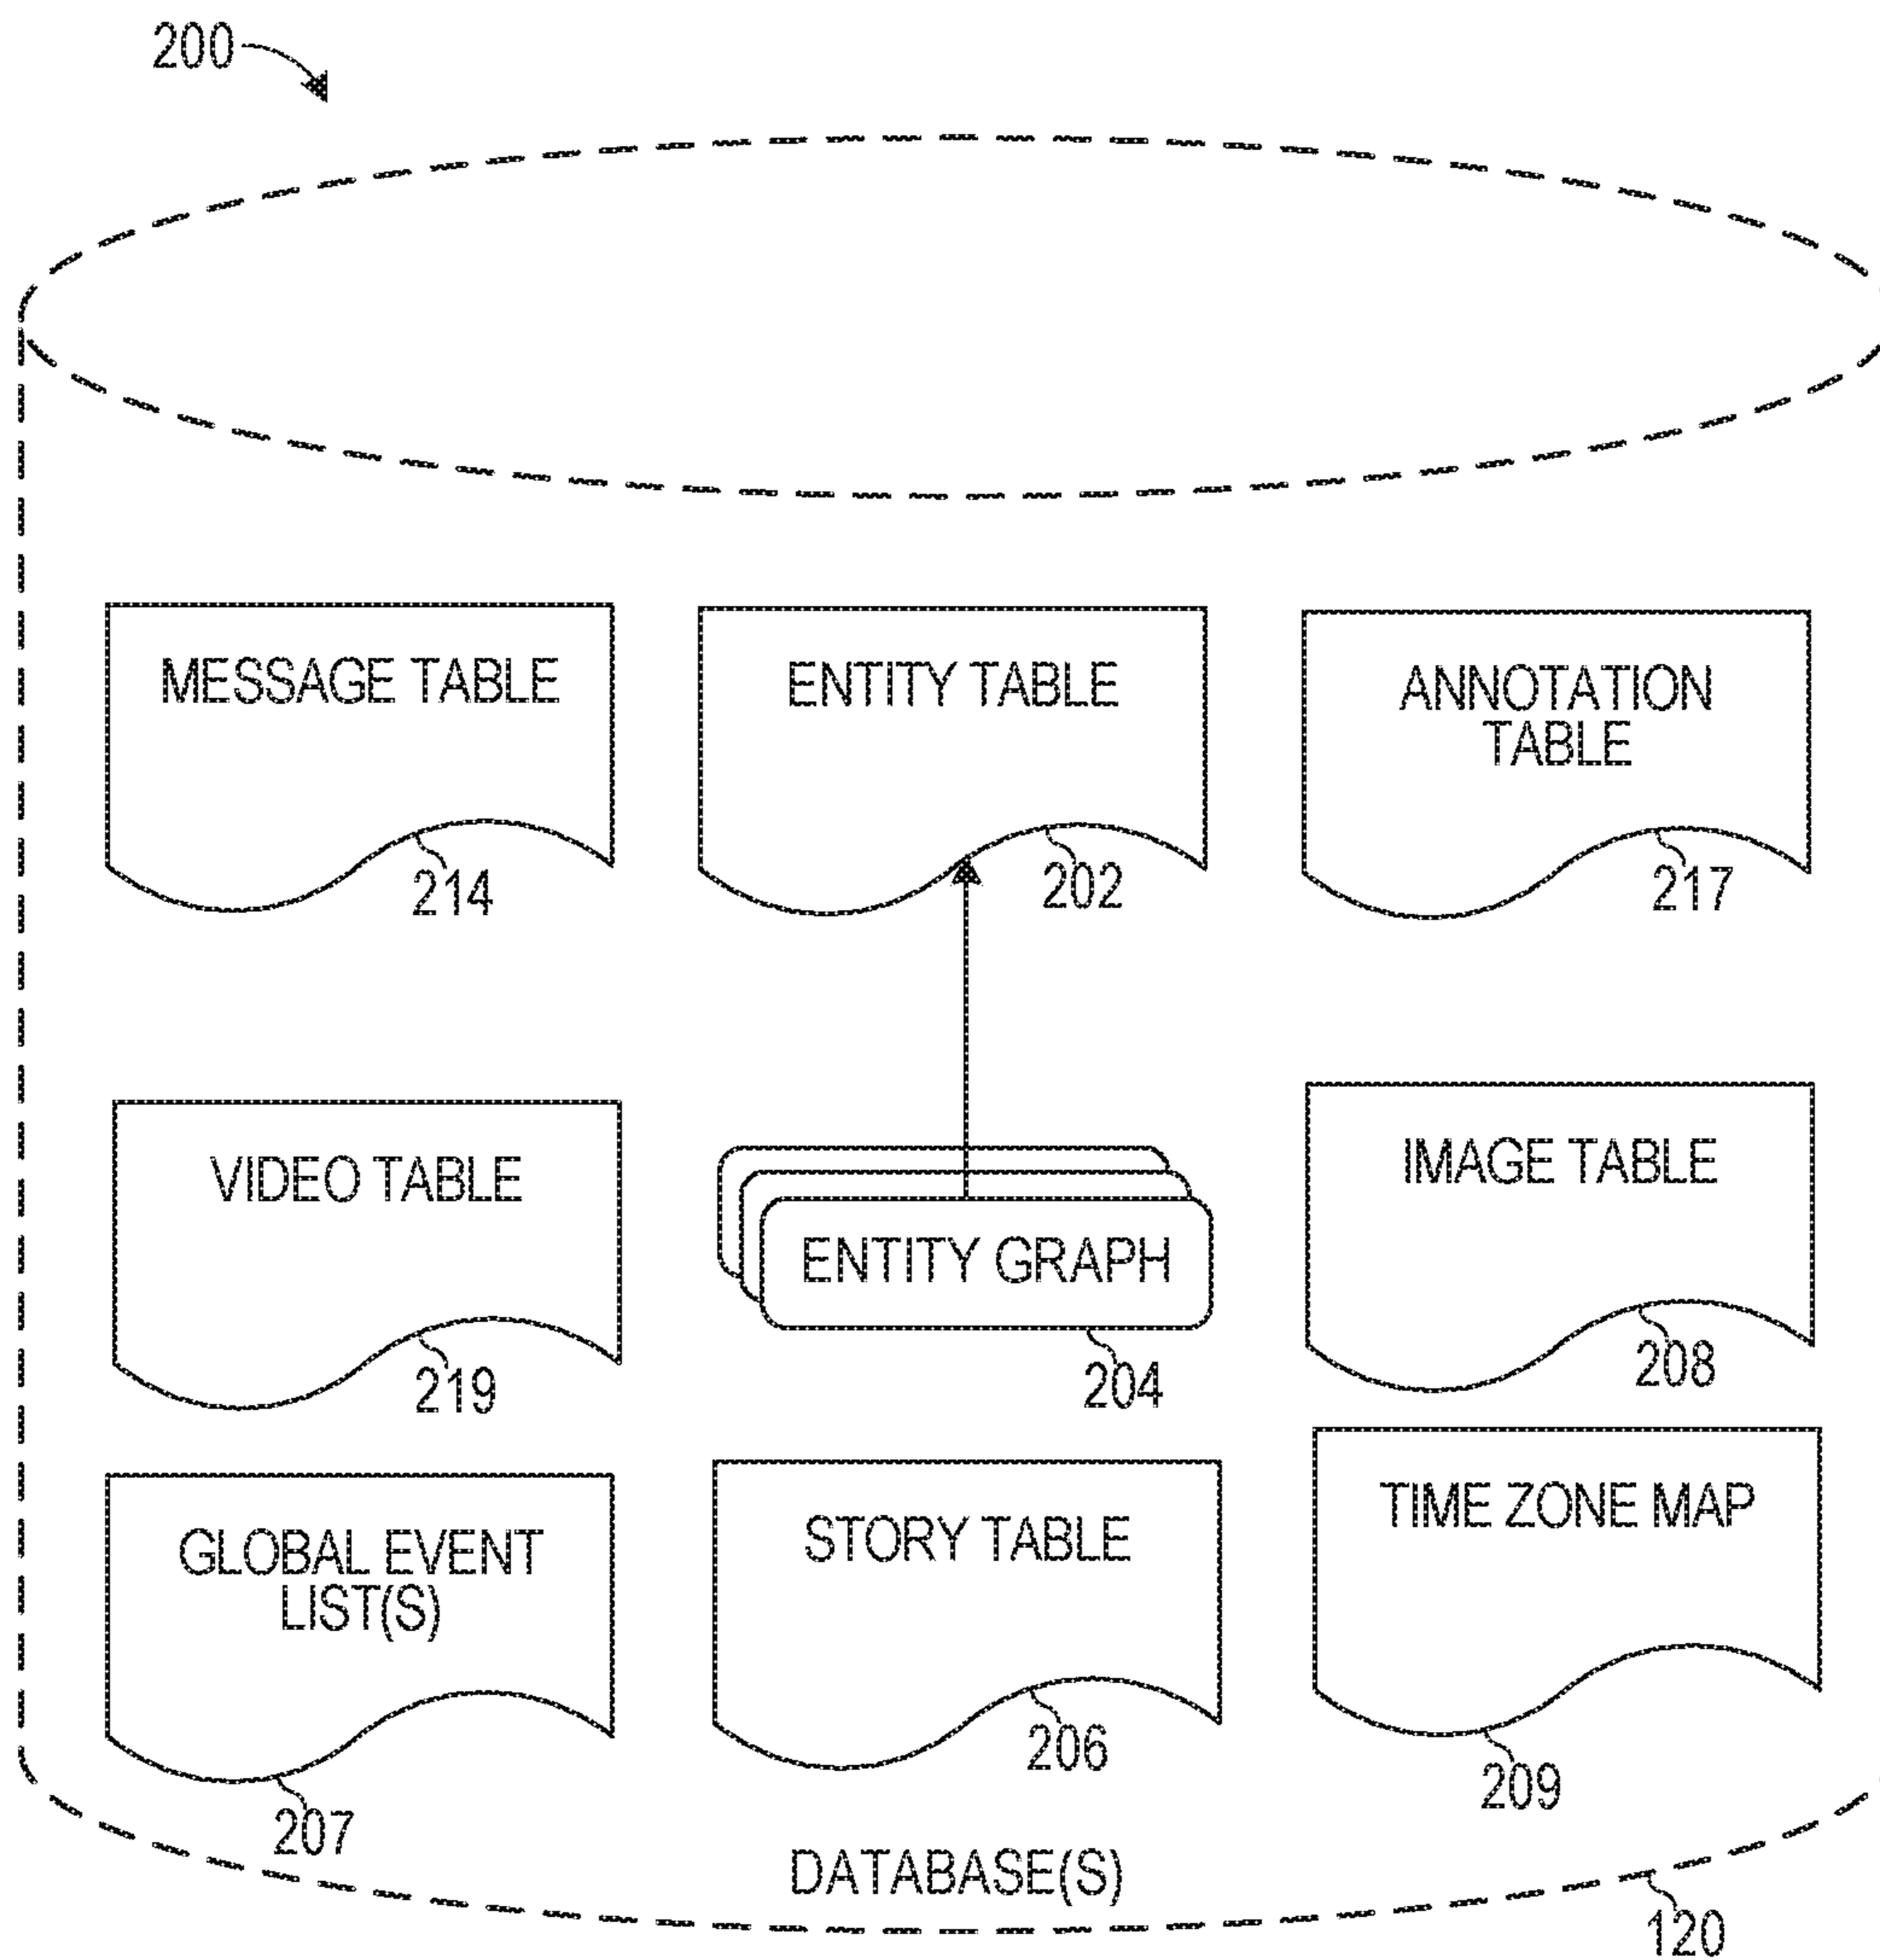 200
MESSAGE TABLE
214
ENTITY TABLE
202
ANNOTATION
TABLE
217
VIDEO TABLE
219
ENTITY GRAPH
204
IMAGE TABLE
208
GLOBAL EVENT
LIST(S)
207
STORY TABLE
206
TIME ZONE MAP
209
DATABASE(S)
120